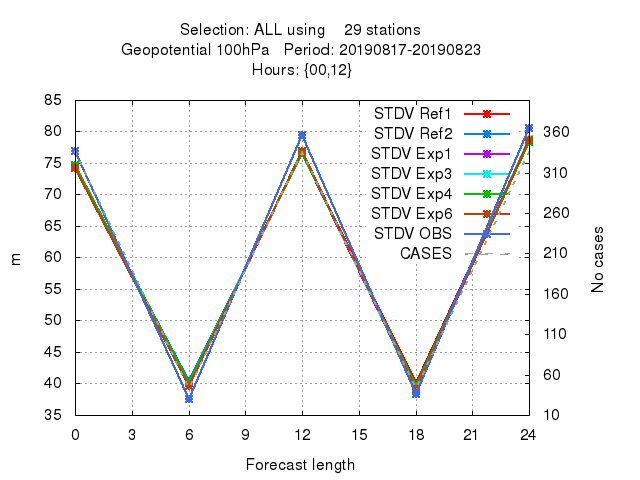 Selection: ALL using    29 stations
Geopotential 100hPa   Period: 20190817-20190823
Hours: {00,12}
85
80
75
70
65
60
55
50
45
40
35
m
STDV Ref1
STDV Ref2
STDV Exp1
STDV Exp3
STDV Exp4
STDV Exp6
STDV OBS
CASES
360
310
260
210
160
110
60
10
No cases
0 3 6 9 12 15 18 21 24
Forecast length